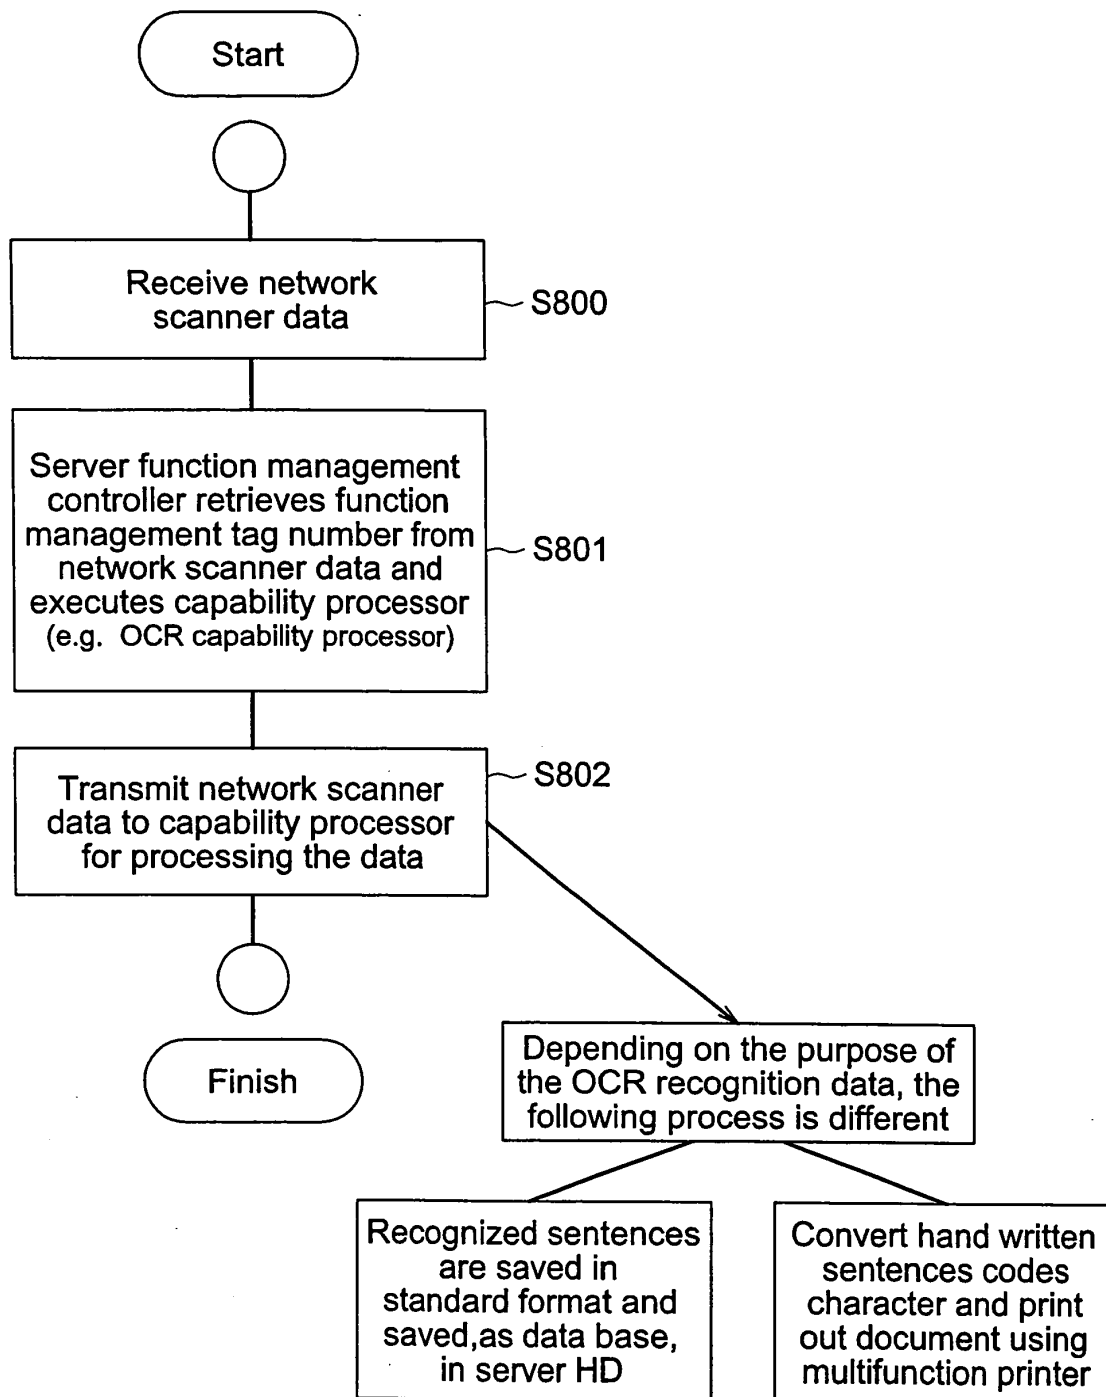 Start
Receive network
scanner data
S800
Server function management
controller retrieves function
management tag number from
network scanner data and
executes capability processor
(e.g. OCR capability processor)
S801
Transmit network scanner
data to capability processor
for processing the data
S802
Finish
Depending on the purpose of
the OCR recognition data, the
following process is different
Recognized sentences
are saved in
standard format and
saved,as data base,
in server HD
Convert hand written
sentences codes
character and print
out document using
multifunction printer